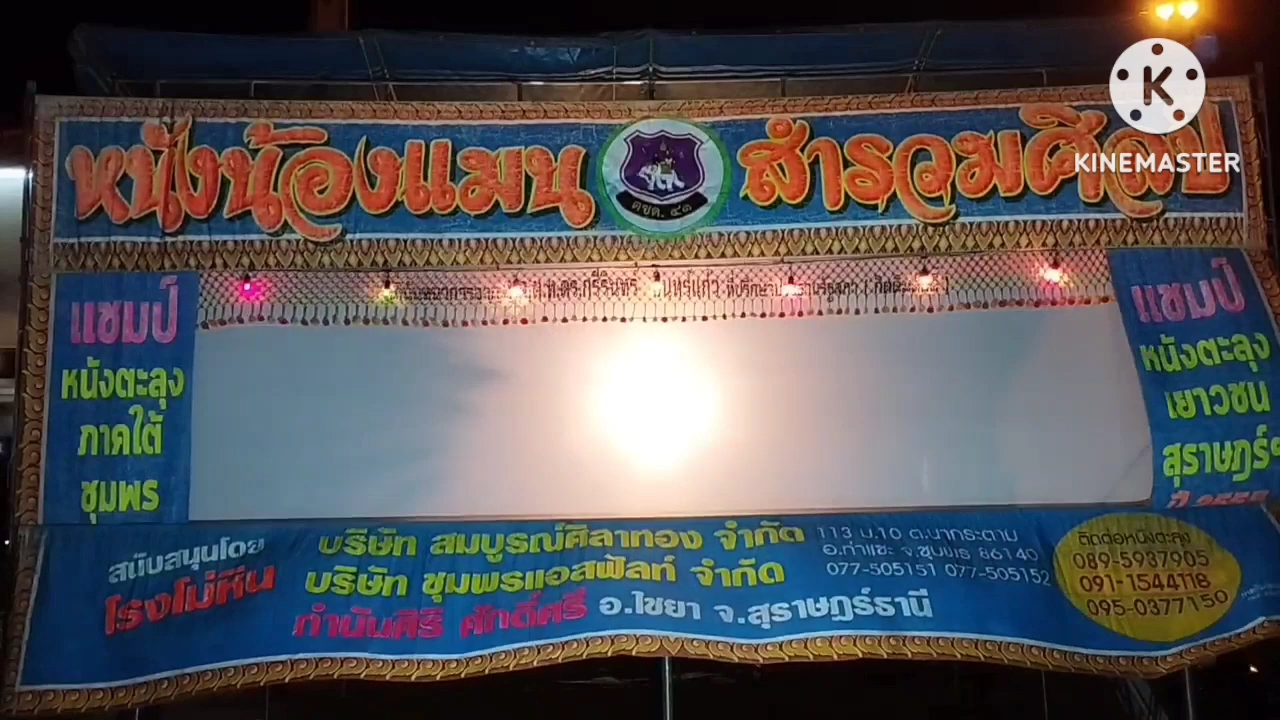 KINEMASTER
หนังน้องแมน
สำรวมศิลป์
ดขด. ๔๓
แชมป์
หนังตะลุง
ภาคใต้
ชุมพร
แชมป์
หนังตะลุง
เยาวชน
สุราษฎร์ฯ
ปี
สนับสนุนโดย
โรงโม่หิน
บริษัท สมบูรณ์ศิลาทอง จำกัด
บริษัท ชุมพรแอสฟัลท์ จำกัด
กำนันศิริ ศักดิ์ศรี อ.ไชยา จ.สุราษฎร์ธานี
113 ม.10 ต.นากระตาม
อ.ท่าแซะ จ.ชุมพร 86140
077-505151 077-505152
ติดต่อหนังตะลุง
089-5937905
091-1544118
095-0377150